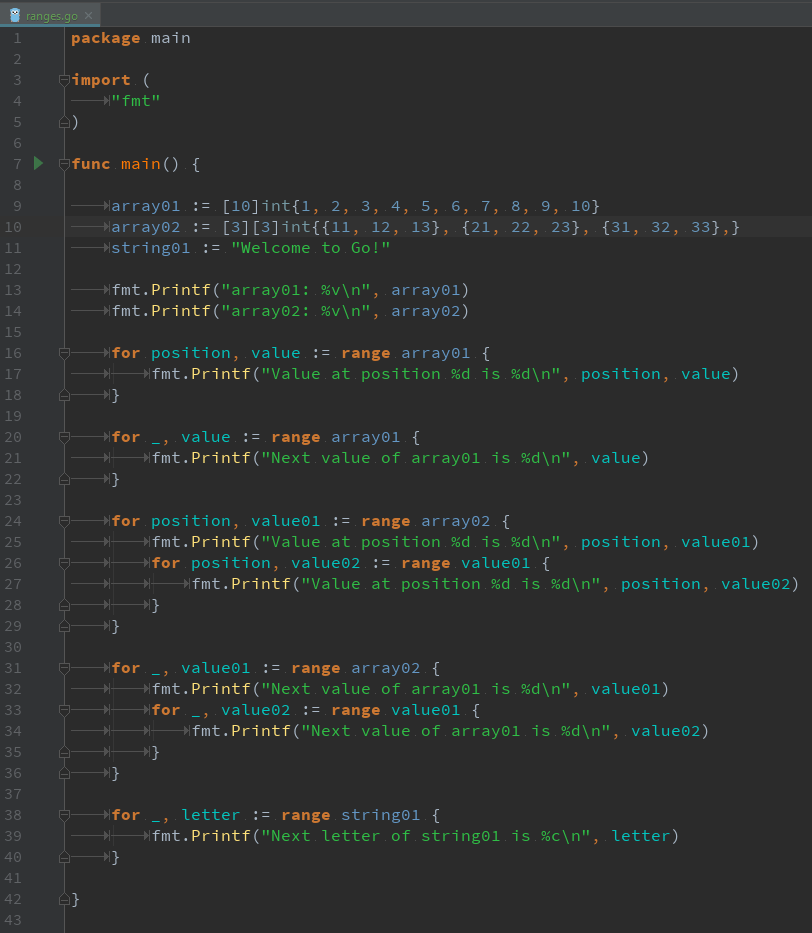 ranges.go
1 package main
2
3 import (
4 	"fmt"
5 )
6
7 func main() {
8
9 	array01 := [10]int{1, 2, 3, 4, 5, 6, 7, 8, 9, 10}
10 	array02 := [3][3]int{{11, 12, 13}, {21, 22, 23}, {31, 32, 33},}
11 	string01 := "Welcome to Go!"
12
13 	fmt.Printf("array01: %v\n", array01)
14 	fmt.Printf("array02: %v\n", array02)
15
16 	for position, value := range array01 {
17 		fmt.Printf("Value at position %d is %d\n", position, value)
18 	}
19
20 	for _, value := range array01 {
21 		fmt.Printf("Next value of array01 is %d\n", value)
22 	}
23
24 	for position, value01 := range array02 {
25 		fmt.Printf("Value at position %d is %d\n", position, value01)
26 		for position, value02 := range value01 {
27 			fmt.Printf("Value at position %d is %d\n", position, value02)
28 		}
29 	}
30
31 	for _, value01 := range array02 {
32 		fmt.Printf("Next value of array01 is %d\n", value01)
33 		for _, value02 := range value01 {
34 			fmt.Printf("Next value of array01 is %d\n", value02)
35 		}
36 	}
37
38 	for _, letter := range string01 {
39 		fmt.Printf("Next letter of string01 is %c\n", letter)
40 	}
41
42 }
43